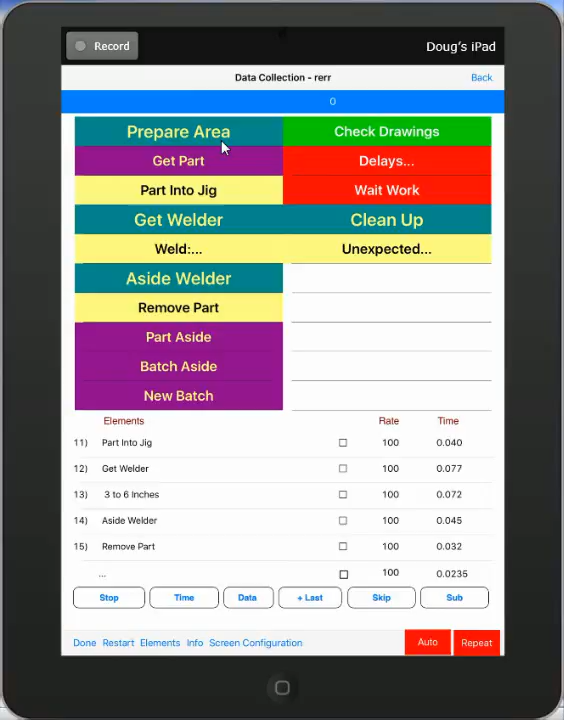 Record
Doug's iPad
Data Collection - rerr
Back
0
Prepare Area
Check Drawings
Get Part
Delays...
Part Into Jig
Wait Work
Get Welder
Clean Up
Weld:...
Unexpected...
Aside Welder
Remove Part
Part Aside
Batch Aside
New Batch
Elements Rate Time
11) Part Into Jig 100 0.040
12) Get Welder 100 0.077
13) 3 to 6 Inches 100 0.072
14) Aside Welder 100 0.045
15) Remove Part 100 0.032
... 100 0.0235
Stop Time Data + Last Skip Sub
Done Restart Elements Info Screen Configuration Auto Repeat